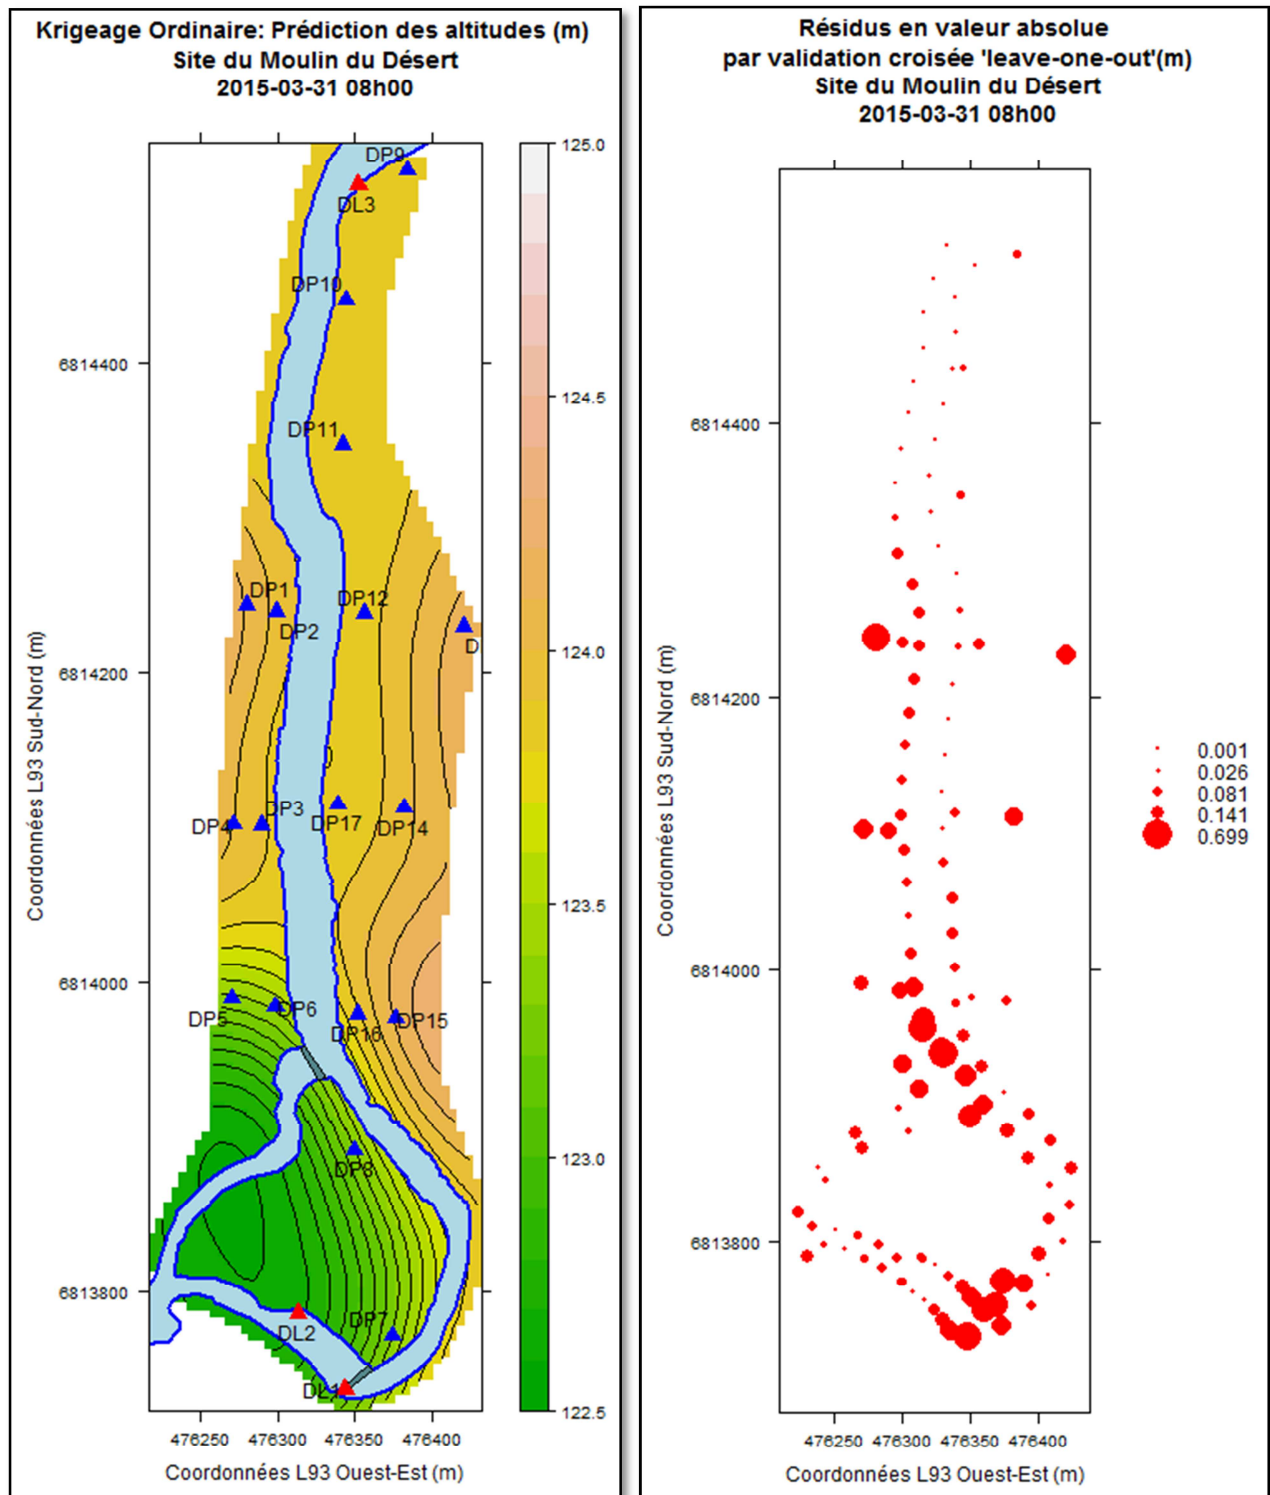 Krigeage Ordinaire: Prédiction des altitudes (m)
Site du Moulin du Désert
2015-03-31 08h00
DP9
DL3
DP10
DP11
DP1
DP2
DP12
D
DP3
DP4
DP17
DP14
DP5
DP6
DP16
DP15
DP8
DL2
DP7
DL1
6814400
6814200
6814000
6813800
476250 476300 476350 476400
Coordonnées L93 Ouest-Est (m)
Coordonnées L93 Sud-Nord (m)
125.0
124.5
124.0
123.5
123.0
122.5
Résidus en valeur absolue
par validation croisée 'leave-one-out'(m)
Site du Moulin du Désert
2015-03-31 08h00
6814400
6814200
6814000
6813800
476250 476300 476350 476400
Coordonnées L93 Ouest-Est (m)
Coordonnées L93 Sud-Nord (m)
0.001
0.026
0.081
0.141
0.699